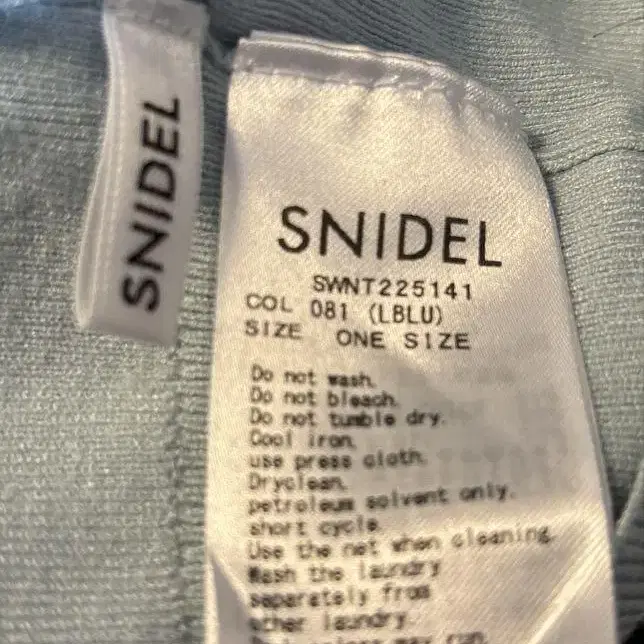 SNIDEL
SNIDEL
SWNT225141
COL 081 (LBLU)
SIZE ONE SIZE
Do not wash.
Do not bleach.
Do not tumble dry.
Cool iron.
use press cloth.
Dryclean.
petroleum solvent only.
short cycle.
Use the net when cleaning.
Wash the laundry
separately from
other laundry.
may run